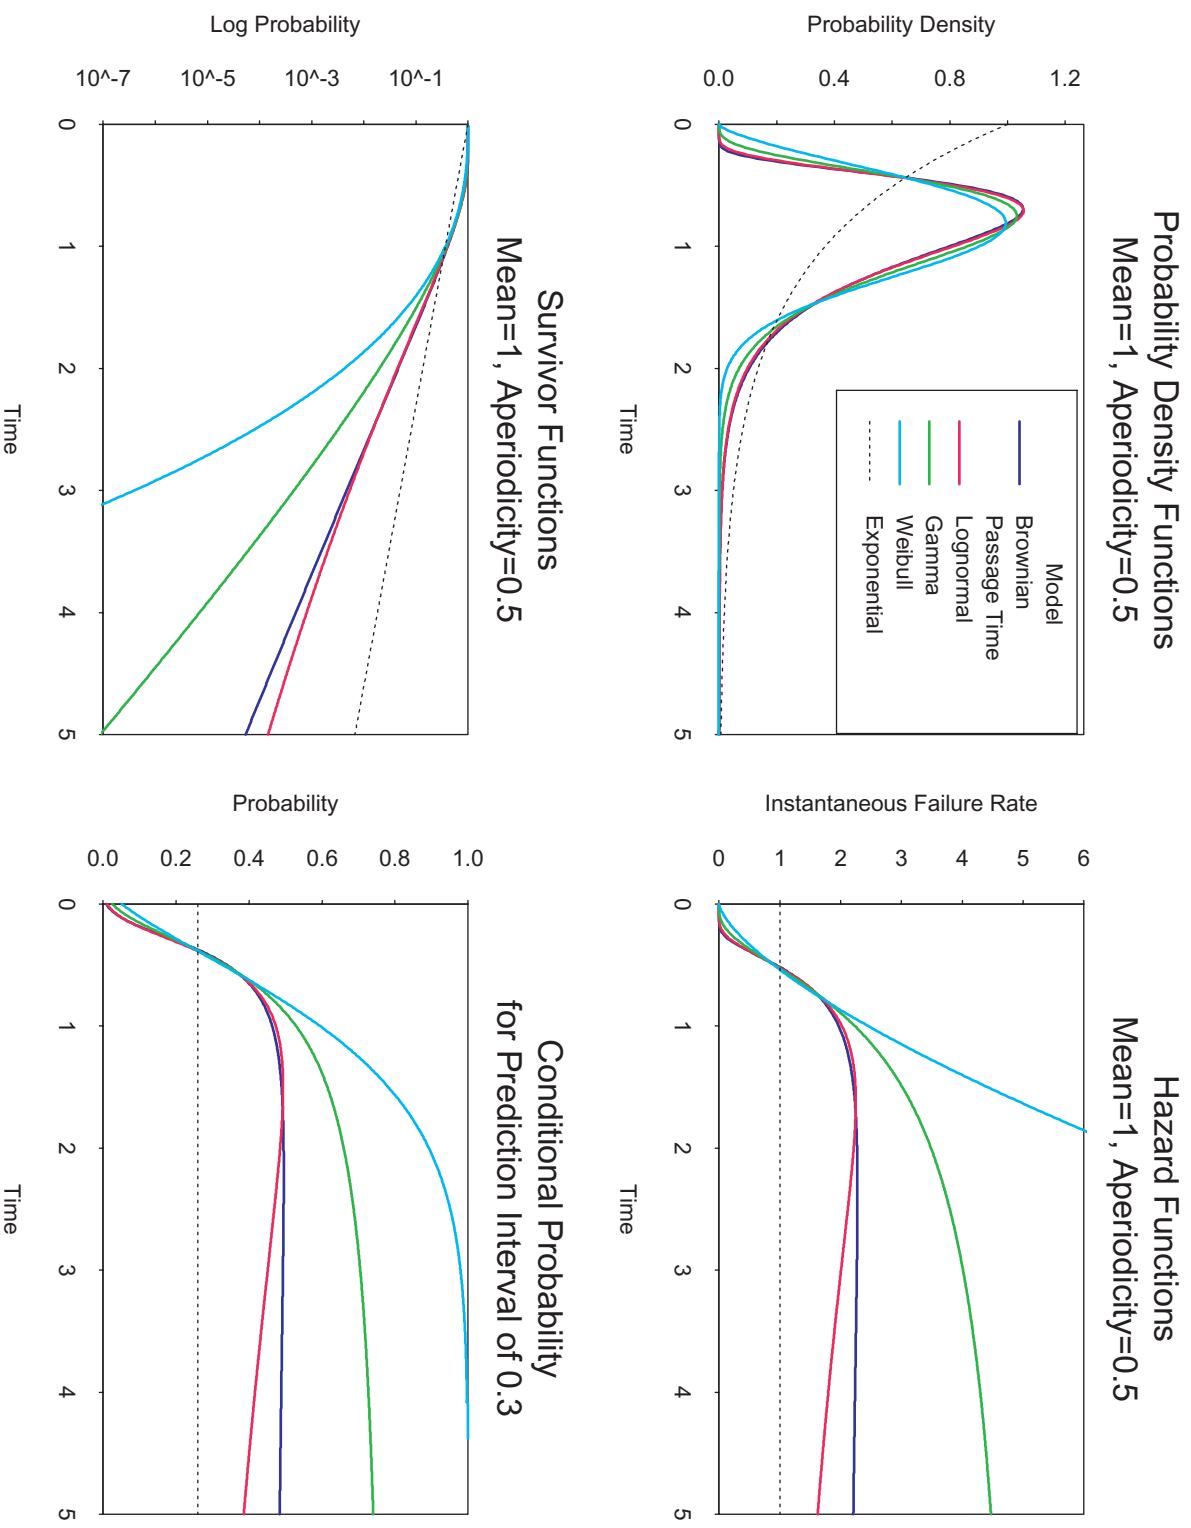 Probability Density Functions
Mean=1, Aperiodicity=0.5
Probability Density
0.0 0.4 0.8 1.2
0 1 2 3 4 5
Time
Model
Brownian
Passage Time
Lognormal
Gamma
Weibull
Exponential
Hazard Functions
Mean=1, Aperiodicity=0.5
Instantaneous Failure Rate
0 1 2 3 4 5 6
0 1 2 3 4 5
Time
Survivor Functions
Mean=1, Aperiodicity=0.5
Log Probability
10^-7 10^-5 10^-3 10^-1
0 1 2 3 4 5
Time
Conditional Probability
for Prediction Interval of 0.3
Probability
0.0 0.2 0.4 0.6 0.8 1.0
0 1 2 3 4 5
Time